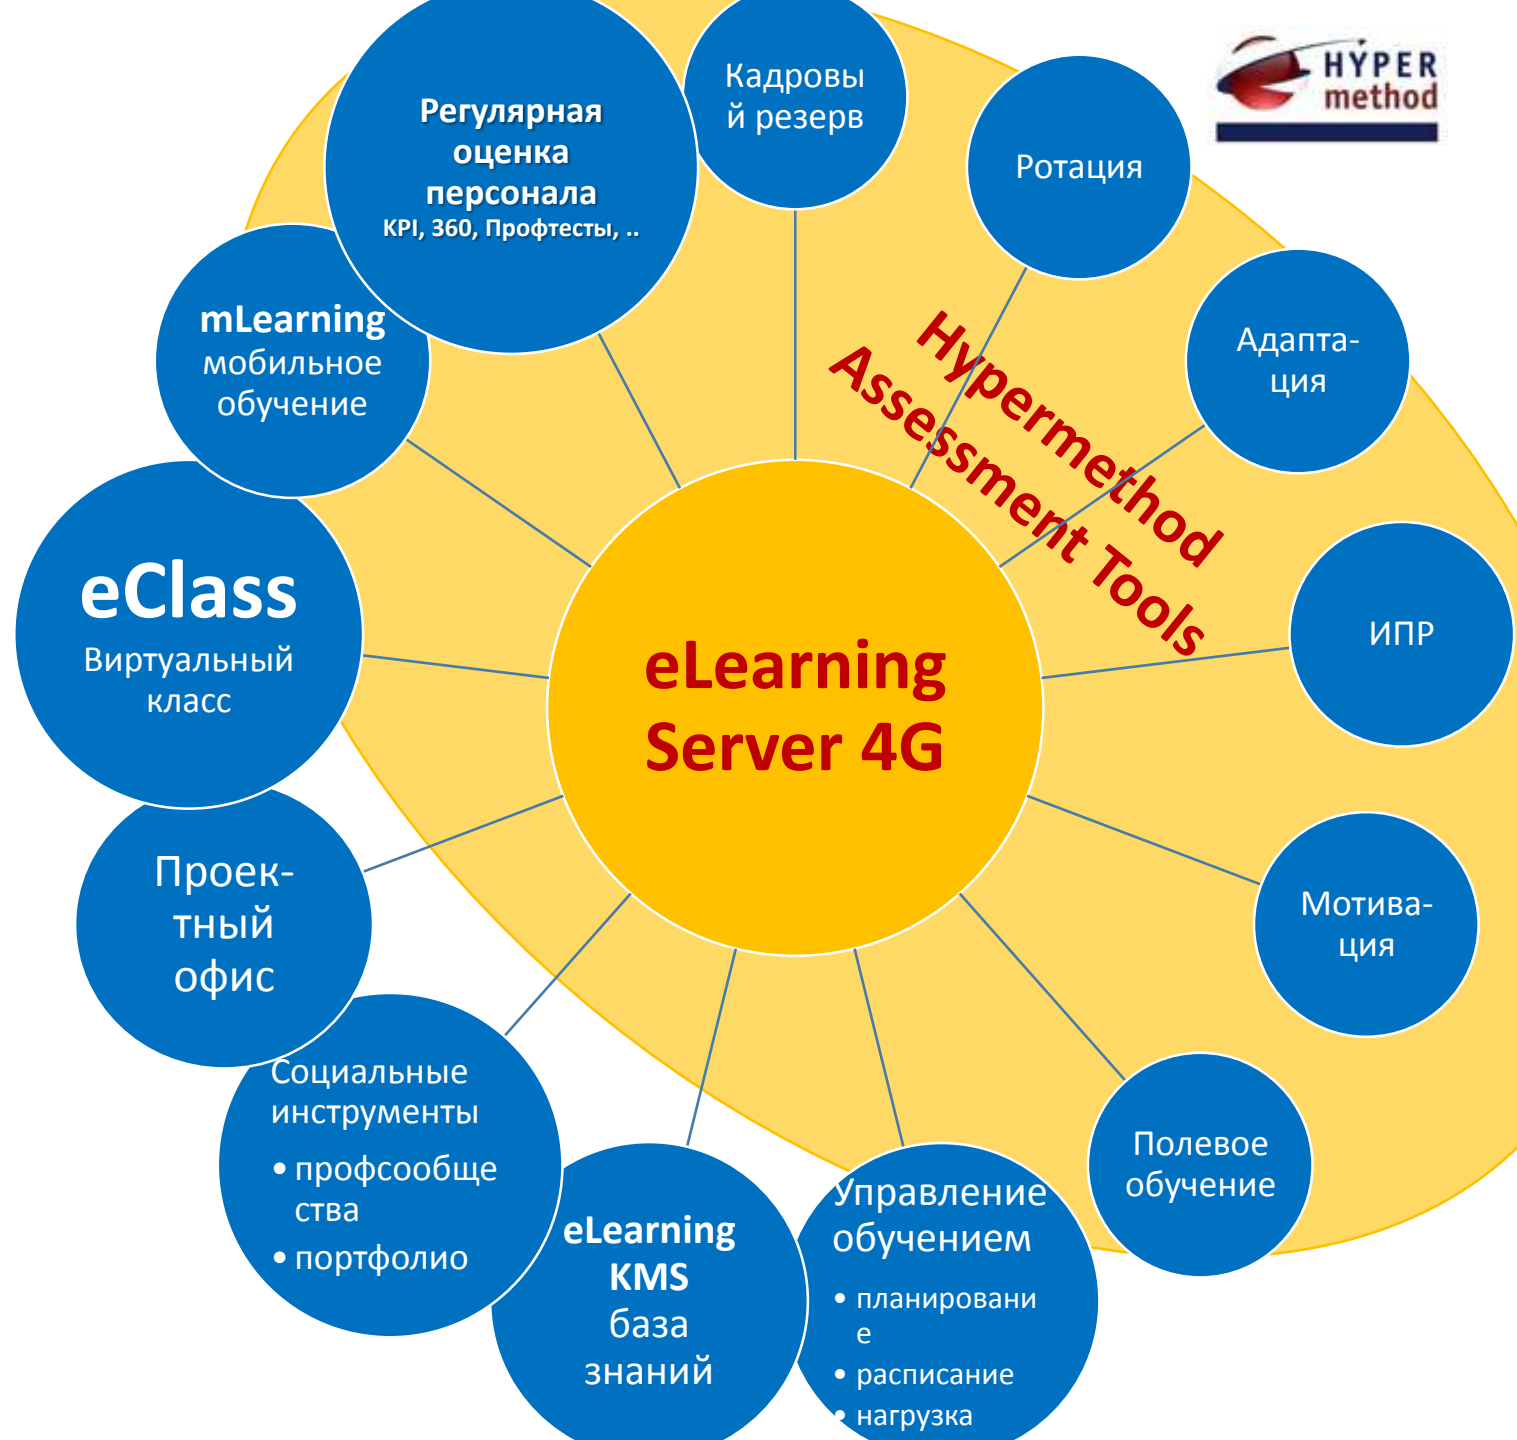 HYPER
method
Кадровы
й резерв
Регулярная
оценка
персонала
KPI, 360, Профтесты, ..
Ротация
mLearning
мобильное
обучение
Адапта-
ция
Hypermethod
Assessment Tools
eClass
Виртуальный
класс
ИПР
eLearning
Server 4G
Проек-
тный
офис
Мотива-
ция
Социальные
инструменты
• профсообще
ства
• портфолио
Полевое
обучение
eLearning
KMS
база
знаний
Управление
обучением
• планировани
е
• расписание
• нагрузка